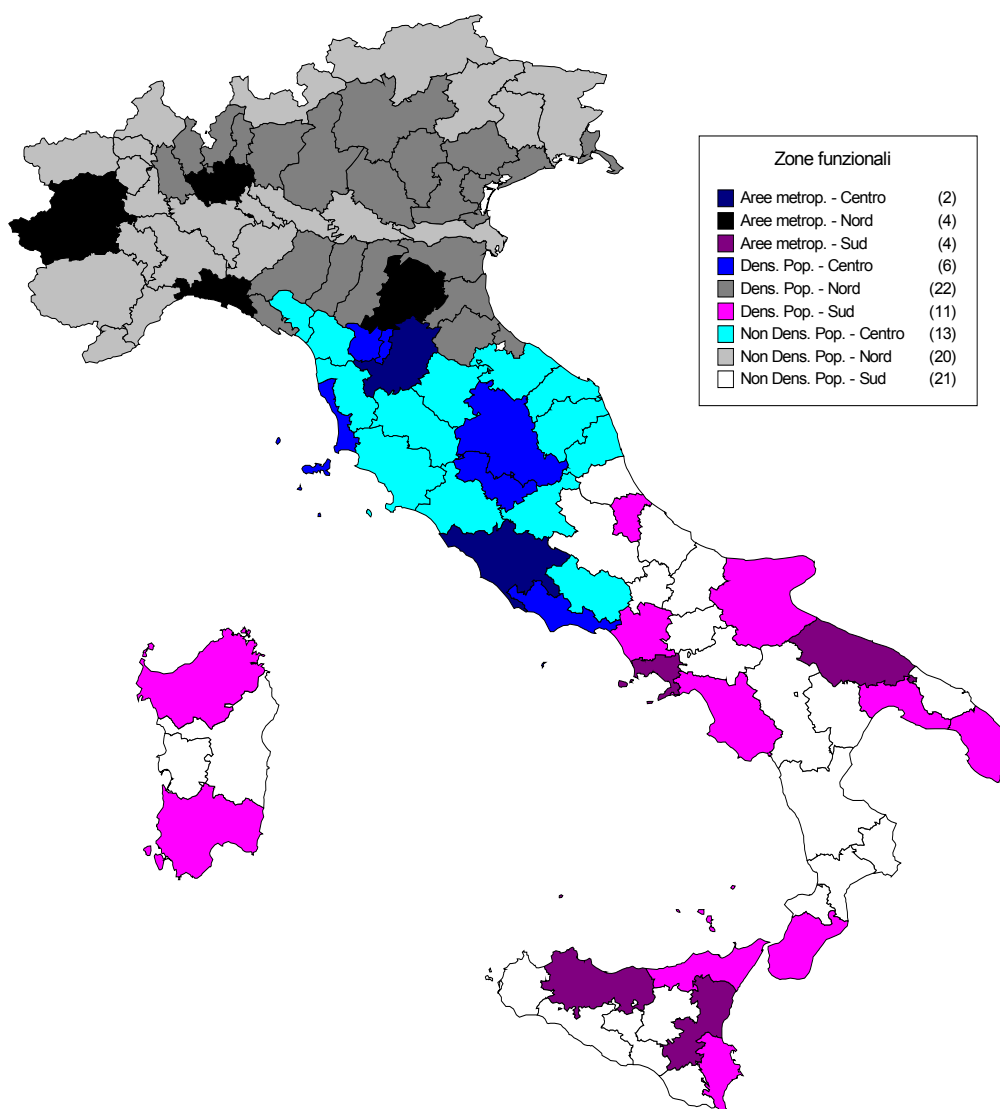 Zone funzionali
Aree metrop. - Centro (2)
Aree metrop. - Nord (4)
Aree metrop. - Sud (4)
Dens. Pop. - Centro (6)
Dens. Pop. - Nord (22)
Dens. Pop. - Sud (11)
Non Dens. Pop. - Centro (13)
Non Dens. Pop. - Nord (20)
Non Dens. Pop. - Sud (21)